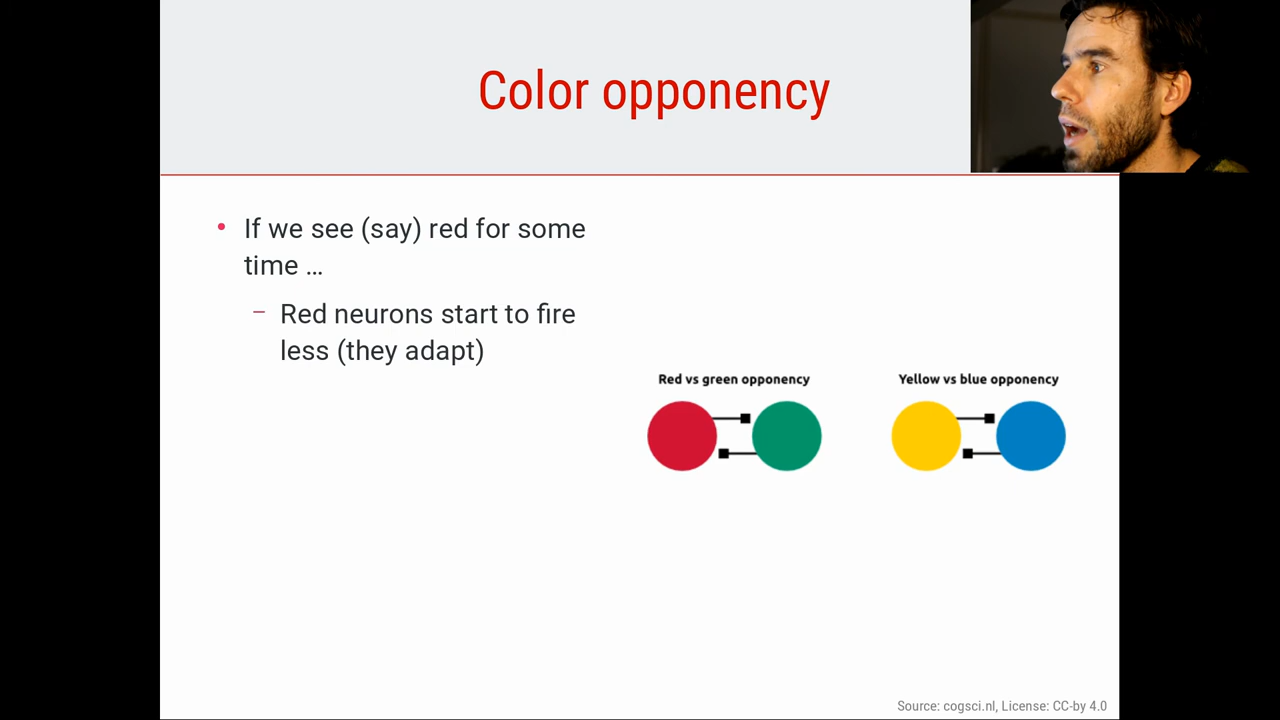 Color opponency
• If we see (say) red for some
time …
– Red neurons start to fire
less (they adapt)
Red vs green opponency
Yellow vs blue opponency
Source: cogsci.nl, License: CC-by 4.0